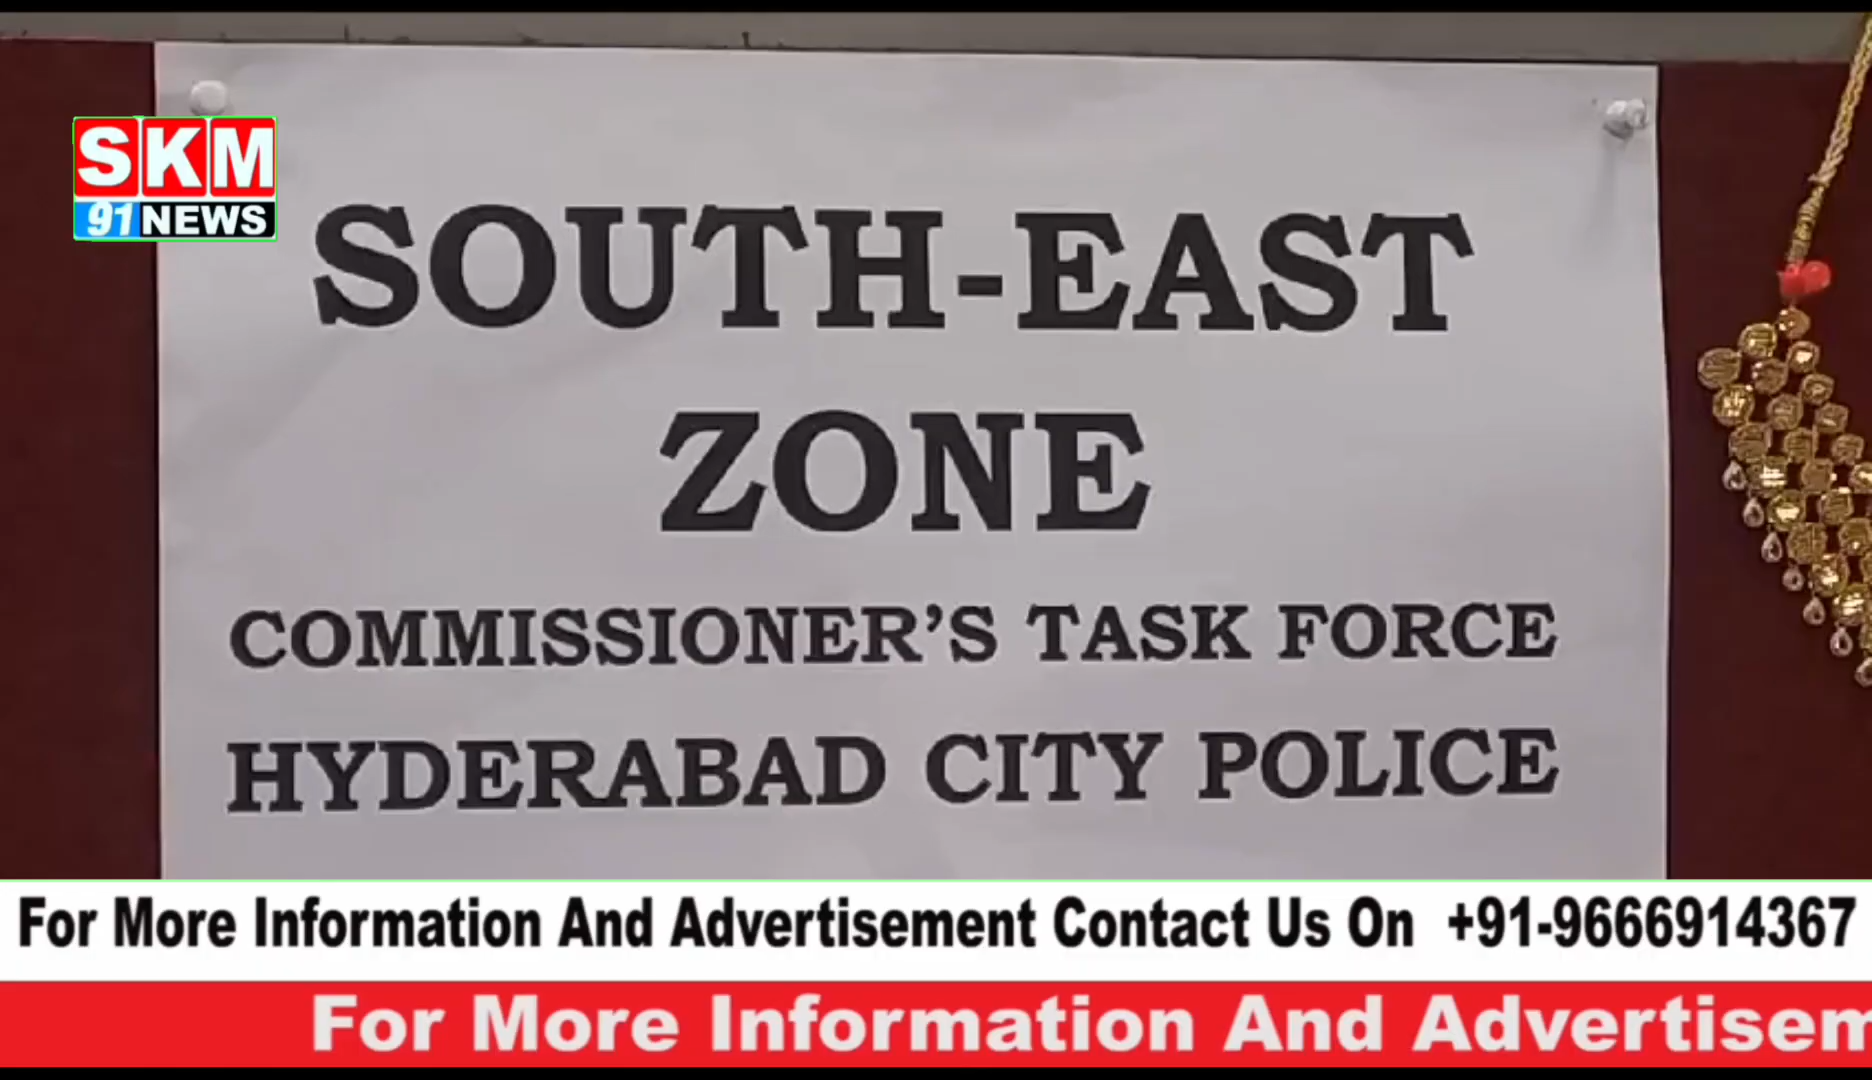 SKM
91 NEWS
SOUTH-EAST
ZONE
COMMISSIONER'S TASK FORCE
HYDERABAD CITY POLICE
For More Information And Advertisement Contact Us On +91-9666914367
For More Information And Advertisem